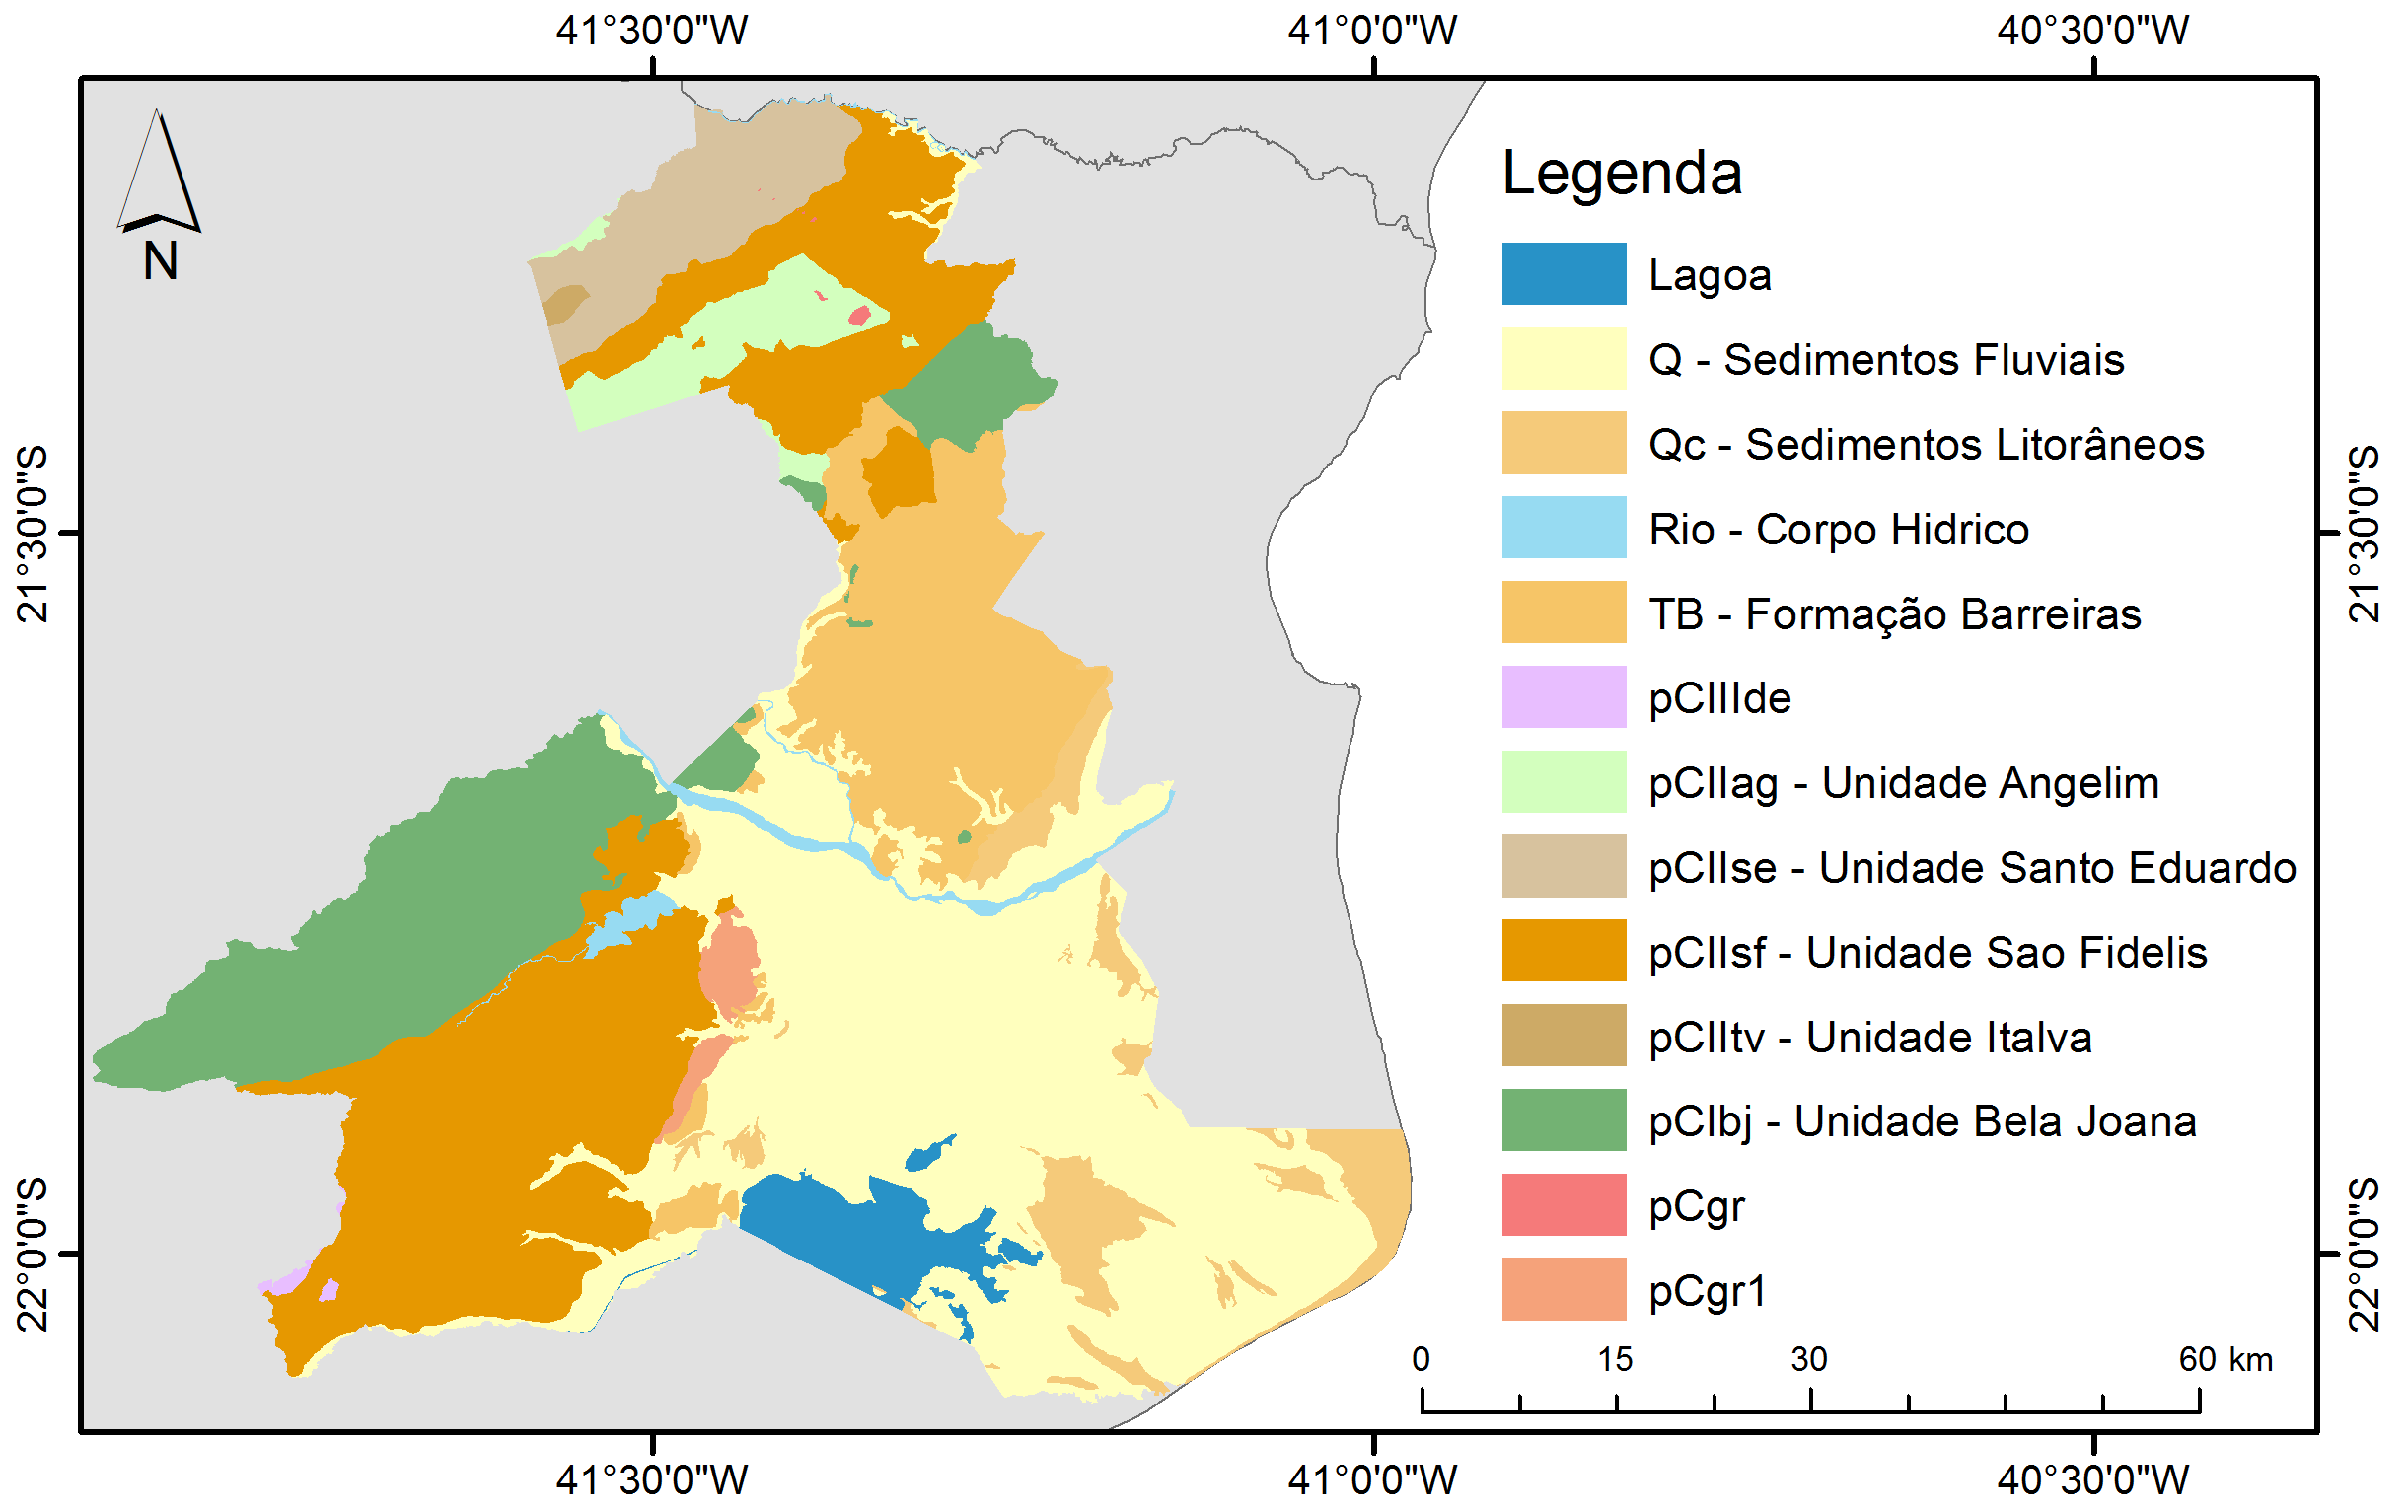 41°30'0"W
41°0'0"W
40°30'0"W
N
Legenda
Lagoa
Q - Sedimentos Fluviais
Qc - Sedimentos Litorâneos
Rio - Corpo Hidrico
TB - Formação Barreiras
pCIIIde
pCIIag - Unidade Angelim
pCIIse - Unidade Santo Eduardo
pCIIsf - Unidade Sao Fidelis
pCIItv - Unidade Italva
pCIbj - Unidade Bela Joana
pCgr
pCgr1
0 15 30 60 km
21°30'0"S
21°30'0"S
22°0'0"S
22°0'0"S
41°30'0"W
41°0'0"W
40°30'0"W